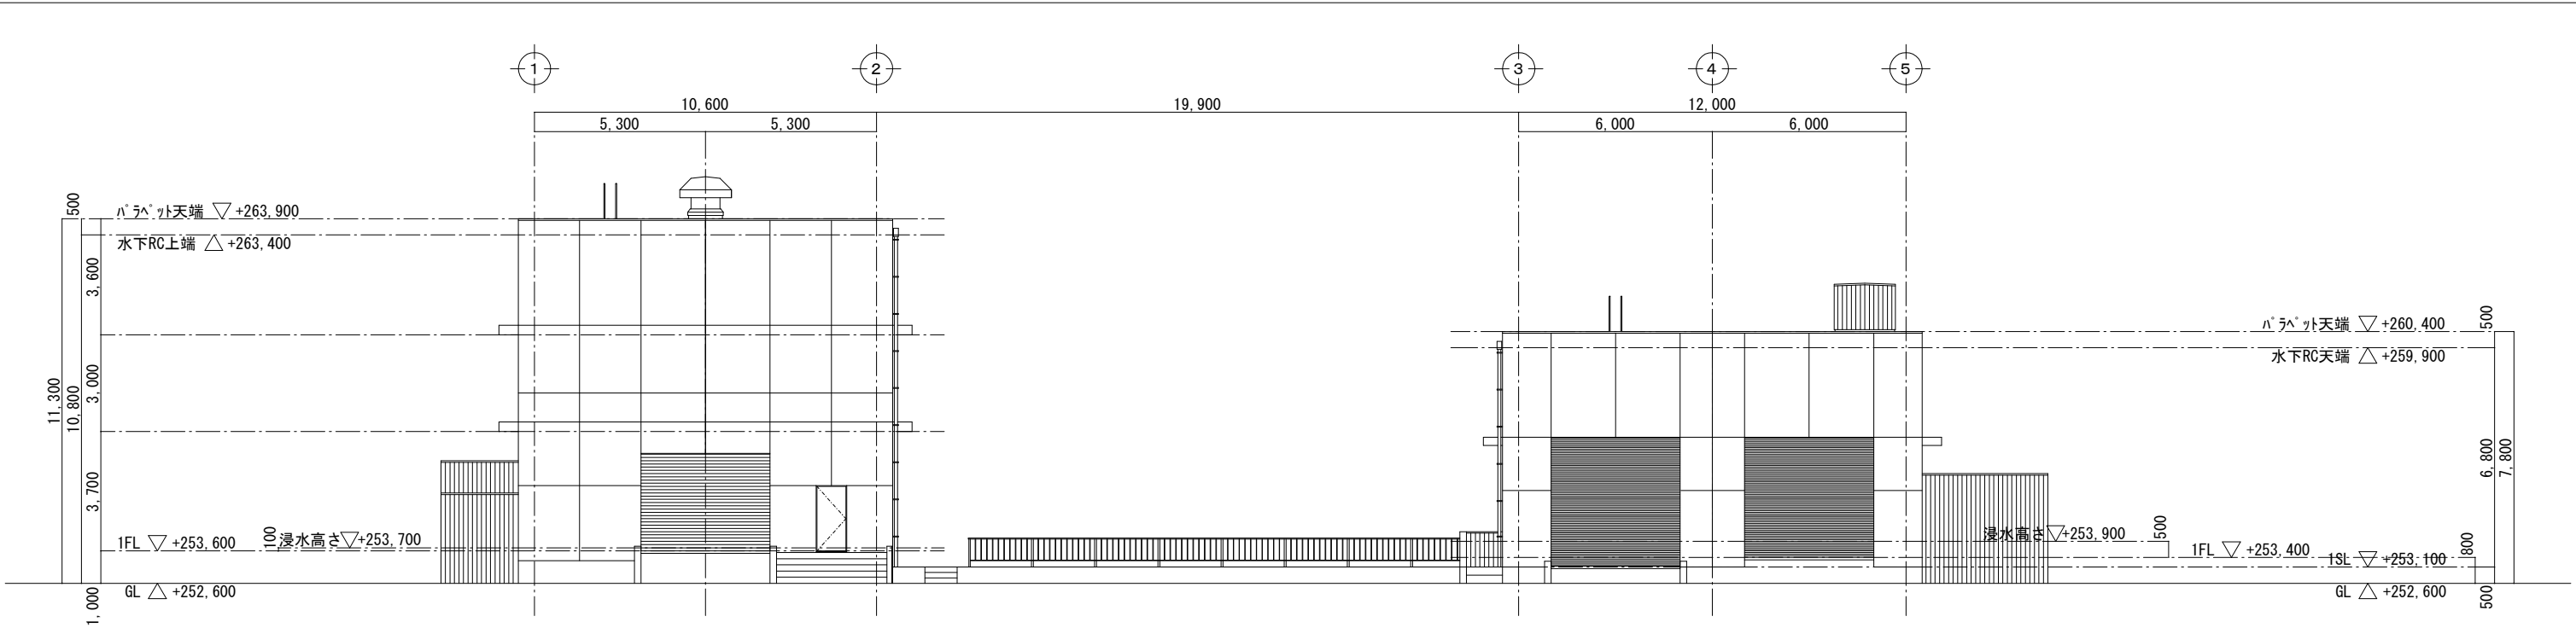 1 2 3 4 5
10,600 19,900 12,000
5,300 5,300 6,000 6,000
500
パラペット天端 ▽ +263,900
水下RC上端 △ +263,400
3,600
3,000
11,300
10,800
3,700
100
浸水高さ▽+253,700
1FL ▽ +253,600
GL △ +252,600
1,000
パラペット天端 ▽ +260,400
500
水下RC天端 △ +259,900
6,800
7,800
浸水高さ▽+253,900
500
1FL ▽ +253,400
800
1SL ▽ +253,100
GL △ +252,600
500